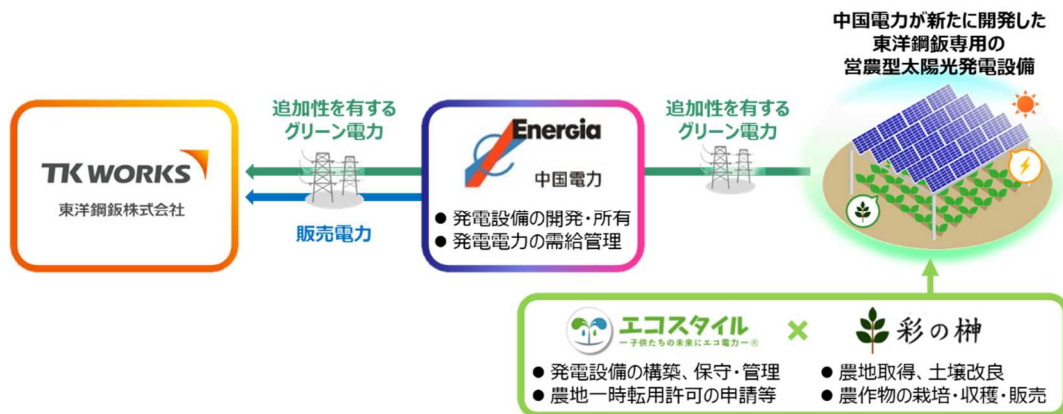 中国電力が新たに開発した
東洋鋼鈑専用の
営農型太陽光発電設備
追加性を有する
グリーン電力
追加性を有する
グリーン電力
TK WORKS
東洋鋼鈑株式会社
Energia
中国電力
● 発電設備の開発・所有
● 発電電力の需給管理
販売電力
エコスタイル
ー子供たちの未来にエコ電力ー®
● 発電設備の構築、保守・管理
● 農地一時転用許可の申請等
×
彩の榊
● 農地取得、土壌改良
● 農作物の栽培・収穫・販売